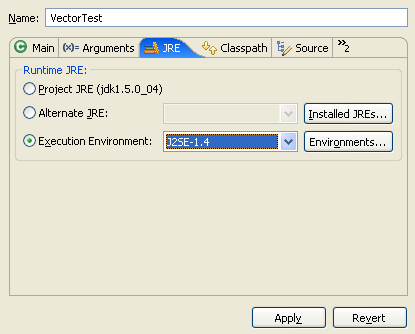 Name: VectorTest
Main (x)= Arguments JRE Classpath Source »2
Runtime JRE:
Project JRE (jdk1.5.0_04)
Alternate JRE: Installed JREs...
Execution Environment: J2SE-1.4 Environments...
Apply Revert